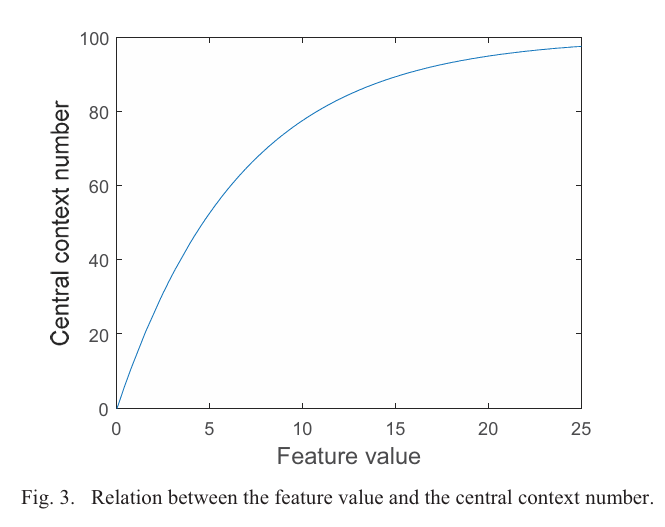 100
80
60
40
20
0
Central context number
0 5 10 15 20 25
Feature value
Fig. 3. Relation between the feature value and the central context number.